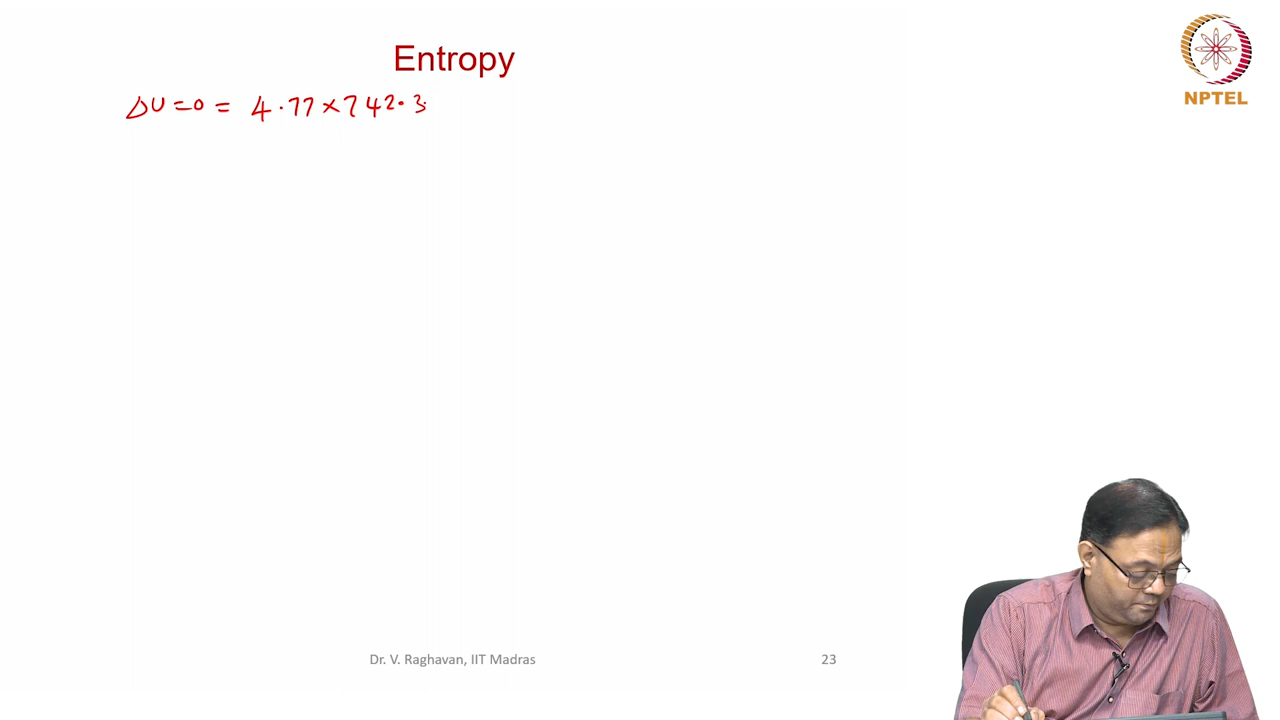 Entropy
NPTEL
ΔU = 0 = 4.77 × 742.3
Dr. V. Raghavan, IIT Madras
23